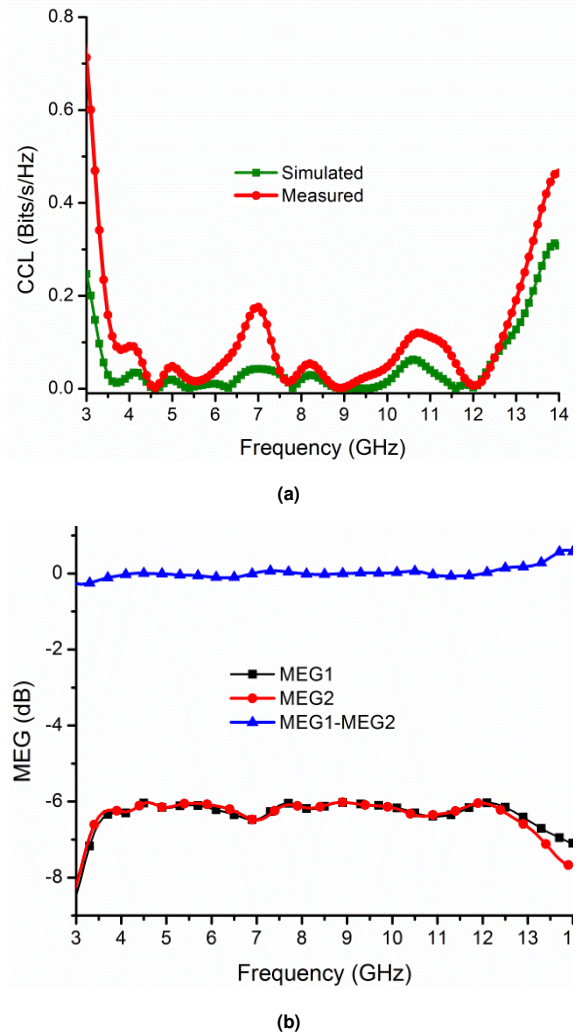 0.8
0.6
0.4
0.2
0.0
CCL (Bits/s/Hz)
Simulated
Measured
3 4 5 6 7 8 9 10 11 12 13 14
Frequency (GHz)
(a)
0
-2
-4
-6
-8
MEG (dB)
MEG1
MEG2
MEG1-MEG2
3 4 5 6 7 8 9 10 11 12 13 1
Frequency (GHz)
(b)